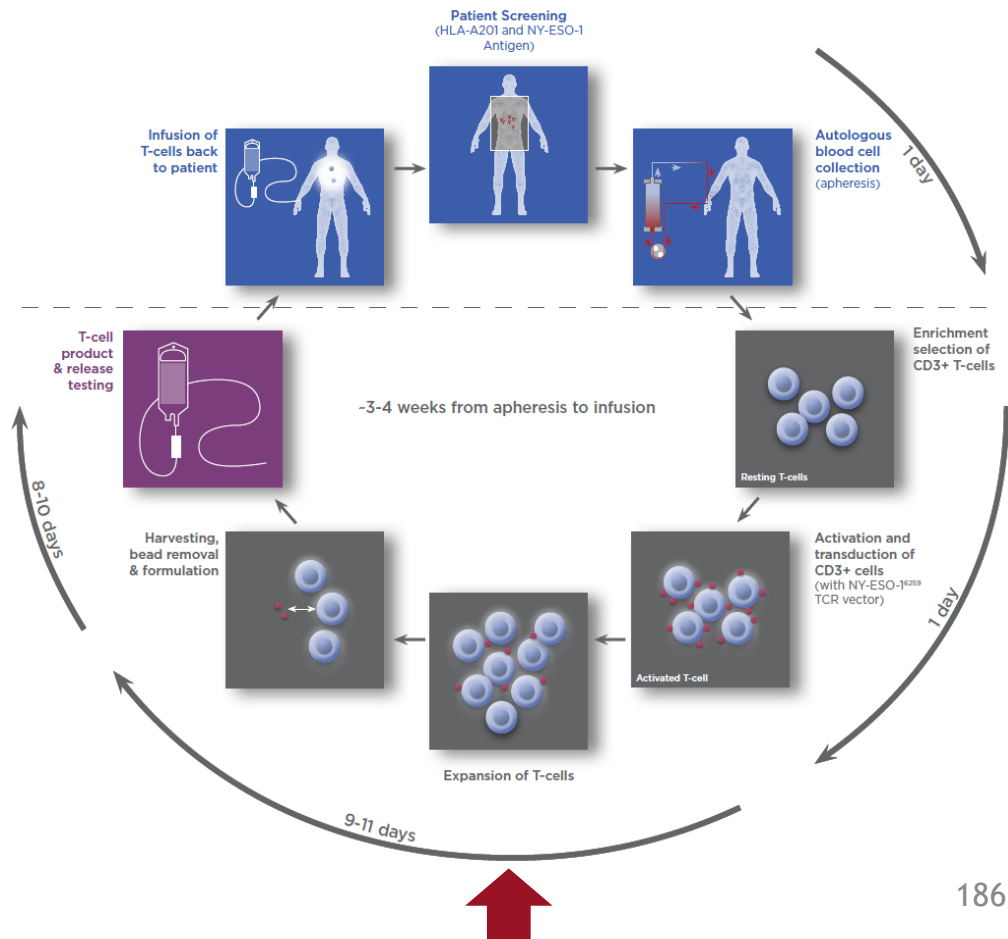 Patient Screening
(HLA-A201 and NY-ESO-1
Antigen)
Infusion of
T-cells back
to patient
Autologous
blood cell
collection
(apheresis)
1 day
T-cell
product
& release
testing
~3-4 weeks from apheresis to infusion
Enrichment
selection of
CD3+ T-cells
Resting T-cells
8-10 days
Harvesting,
bead removal
& formulation
Activation and
transduction of
CD3+ cells
(with NY-ESO-1⁶²⁵⁹
TCR vector)
1 day
Activated T-cell
Expansion of T-cells
9-11 days
186